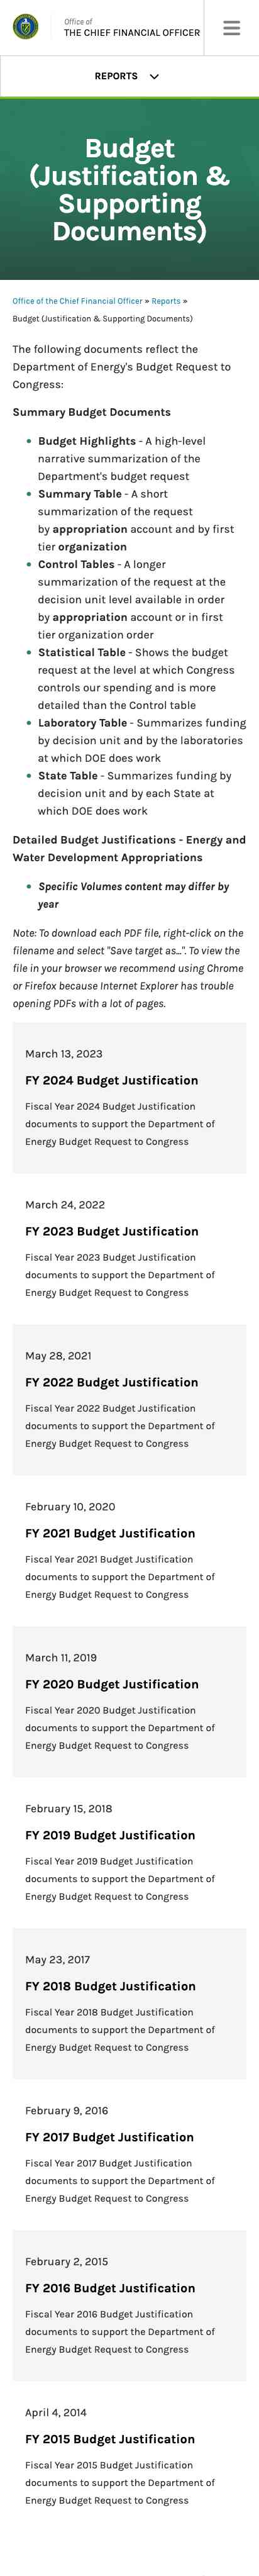 Office of
THE CHIEF FINANCIAL OFFICER
REPORTS
Budget
(Justification &
Supporting
Documents)
Office of the Chief Financial Officer » Reports »
Budget (Justification & Supporting Documents)
The following documents reflect the
Department of Energy's Budget Request to
Congress:
Summary Budget Documents
• Budget Highlights - A high-level
narrative summarization of the
Department's budget request
• Summary Table - A short
summarization of the request
by appropriation account and by first
tier organization
• Control Tables - A longer
summarization of the request at the
decision unit level available in order
by appropriation account or in first
tier organization order
• Statistical Table - Shows the budget
request at the level at which Congress
controls our spending and is more
detailed than the Control table
• Laboratory Table - Summarizes funding
by decision unit and by the laboratories
at which DOE does work
• State Table - Summarizes funding by
decision unit and by each State at
which DOE does work
Detailed Budget Justifications - Energy and
Water Development Appropriations
• Specific Volumes content may differ by
year
Note: To download each PDF file, right-click on the
filename and select "Save target as...". To view the
file in your browser we recommend using Chrome
or Firefox because Internet Explorer has trouble
opening PDFs with a lot of pages.
March 13, 2023
FY 2024 Budget Justification
Fiscal Year 2024 Budget Justification
documents to support the Department of
Energy Budget Request to Congress
March 24, 2022
FY 2023 Budget Justification
Fiscal Year 2023 Budget Justification
documents to support the Department of
Energy Budget Request to Congress
May 28, 2021
FY 2022 Budget Justification
Fiscal Year 2022 Budget Justification
documents to support the Department of
Energy Budget Request to Congress
February 10, 2020
FY 2021 Budget Justification
Fiscal Year 2021 Budget Justification
documents to support the Department of
Energy Budget Request to Congress
March 11, 2019
FY 2020 Budget Justification
Fiscal Year 2020 Budget Justification
documents to support the Department of
Energy Budget Request to Congress
February 15, 2018
FY 2019 Budget Justification
Fiscal Year 2019 Budget Justification
documents to support the Department of
Energy Budget Request to Congress
May 23, 2017
FY 2018 Budget Justification
Fiscal Year 2018 Budget Justification
documents to support the Department of
Energy Budget Request to Congress
February 9, 2016
FY 2017 Budget Justification
Fiscal Year 2017 Budget Justification
documents to support the Department of
Energy Budget Request to Congress
February 2, 2015
FY 2016 Budget Justification
Fiscal Year 2016 Budget Justification
documents to support the Department of
Energy Budget Request to Congress
April 4, 2014
FY 2015 Budget Justification
Fiscal Year 2015 Budget Justification
documents to support the Department of
Energy Budget Request to Congress